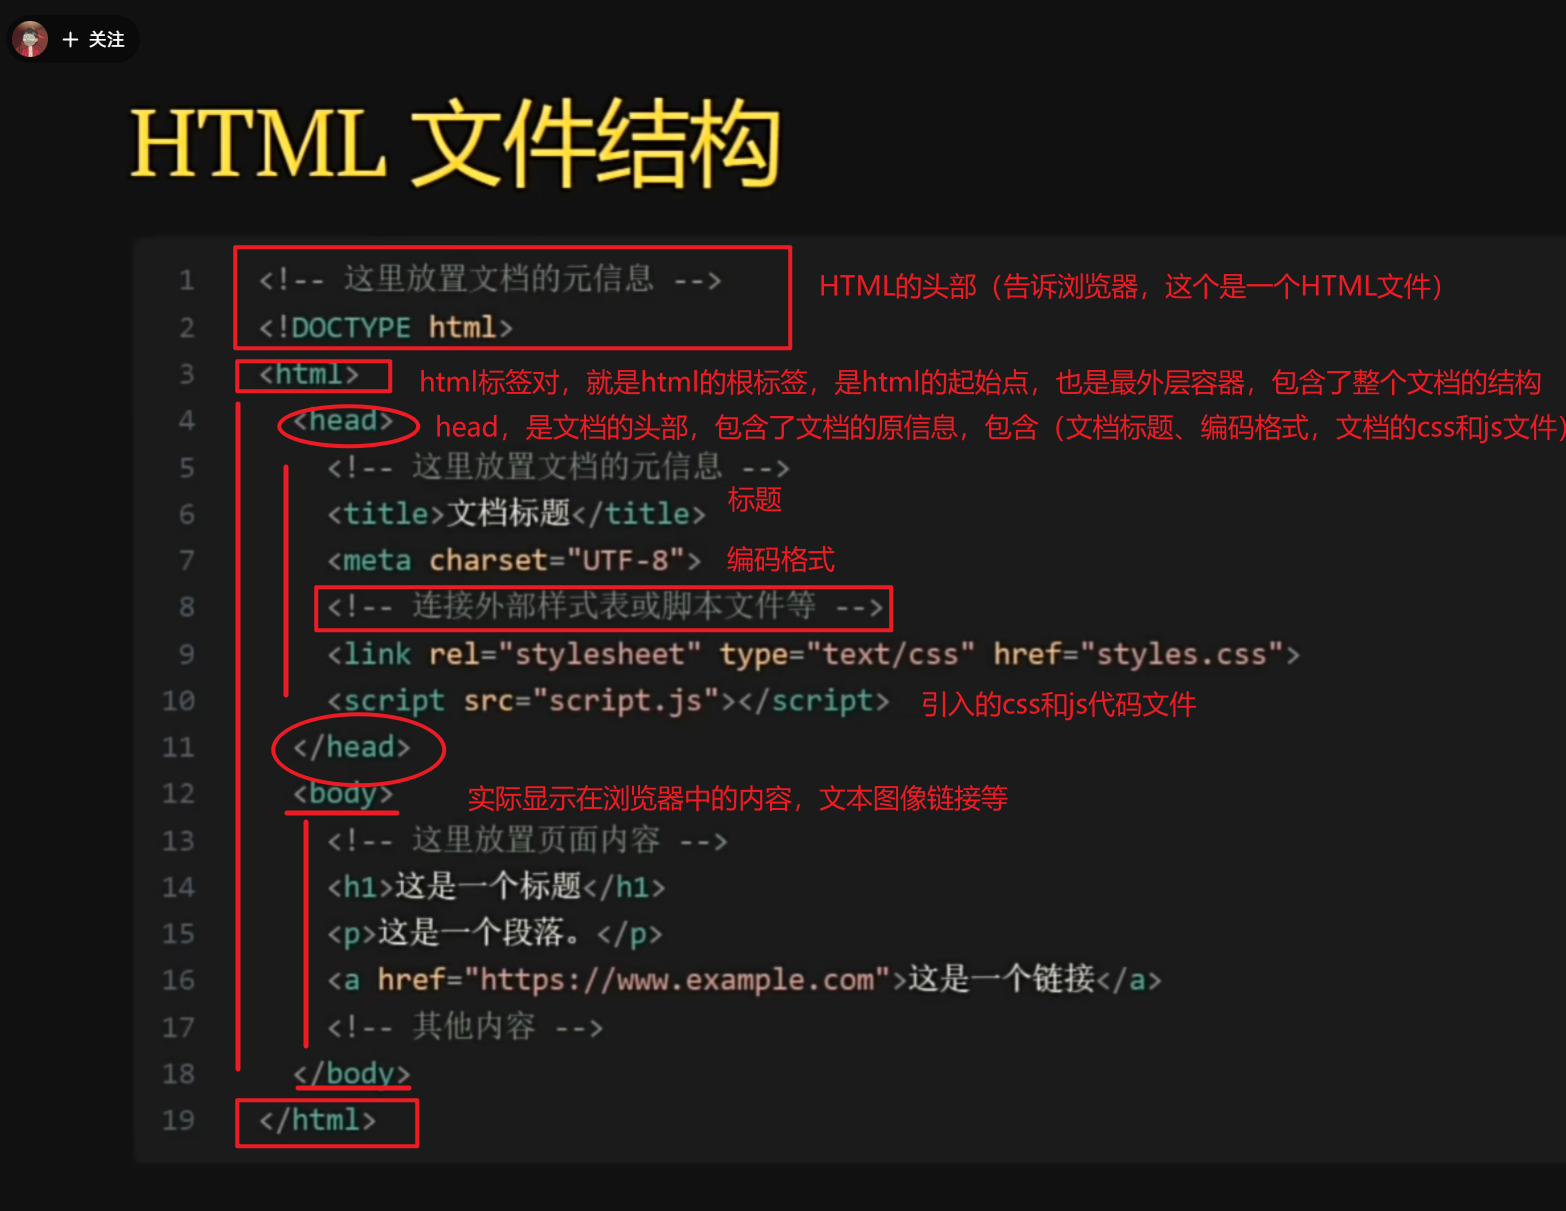 + 关注
HTML 文件结构
1 <!-- 这里放置文档的元信息 --> HTML的头部（告诉浏览器，这个是一个HTML文件）
2 <!DOCTYPE html>
3 <html> html标签对，就是html的根标签，是html的起始点，也是最外层容器，包含了整个文档的结构
4 <head> head，是文档的头部，包含了文档的原信息，包含（文档标题、编码格式，文档的css和js文件）
5 <!-- 这里放置文档的元信息 -->
6 <title>文档标题</title> 标题
7 <meta charset="UTF-8"> 编码格式
8 <!-- 连接外部样式表或脚本文件等 -->
9 <link rel="stylesheet" type="text/css" href="styles.css">
10 <script src="script.js"></script> 引入的css和js代码文件
11 </head>
12 <body> 实际显示在浏览器中的内容，文本图像链接等
13 <!-- 这里放置页面内容 -->
14 <h1>这是一个标题</h1>
15 <p>这是一个段落。</p>
16 <a href="https://www.example.com">这是一个链接</a>
17 <!-- 其他内容 -->
18 </body>
19 </html>